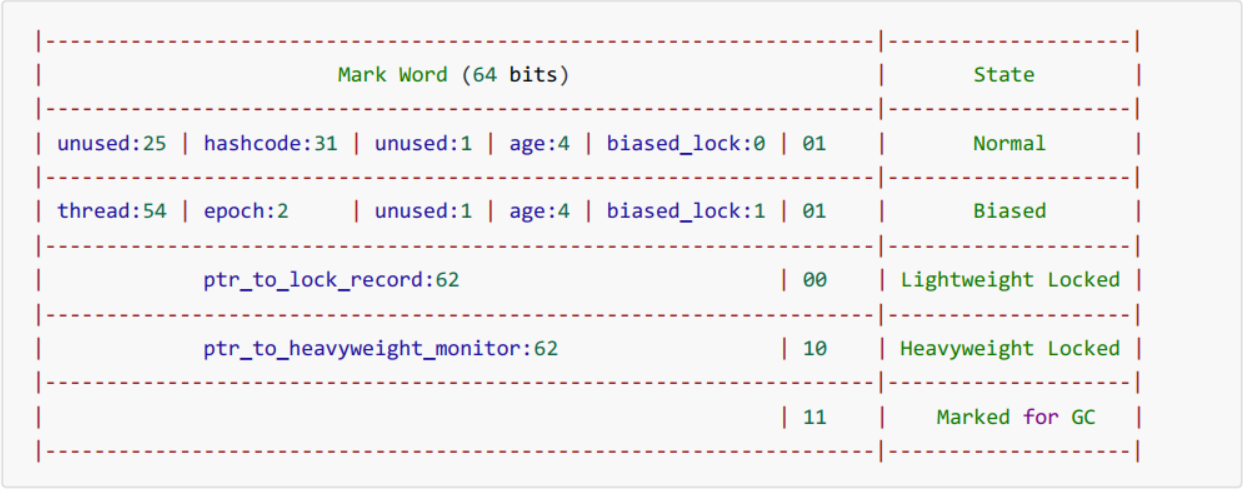 |--------------------------------------------------------------------|--------------------|
| Mark Word (64 bits) | State |
|--------------------------------------------------------------------|--------------------|
| unused:25 | hashcode:31 | unused:1 | age:4 | biased_lock:0 | 01 | Normal |
|--------------------------------------------------------------------|--------------------|
| thread:54 | epoch:2 | unused:1 | age:4 | biased_lock:1 | 01 | Biased |
|--------------------------------------------------------------------|--------------------|
| ptr_to_lock_record:62 | 00 | Lightweight Locked |
|--------------------------------------------------------------------|--------------------|
| ptr_to_heavyweight_monitor:62 | 10 | Heavyweight Locked |
|--------------------------------------------------------------------|--------------------|
| | 11 | Marked for GC |
|--------------------------------------------------------------------|--------------------|